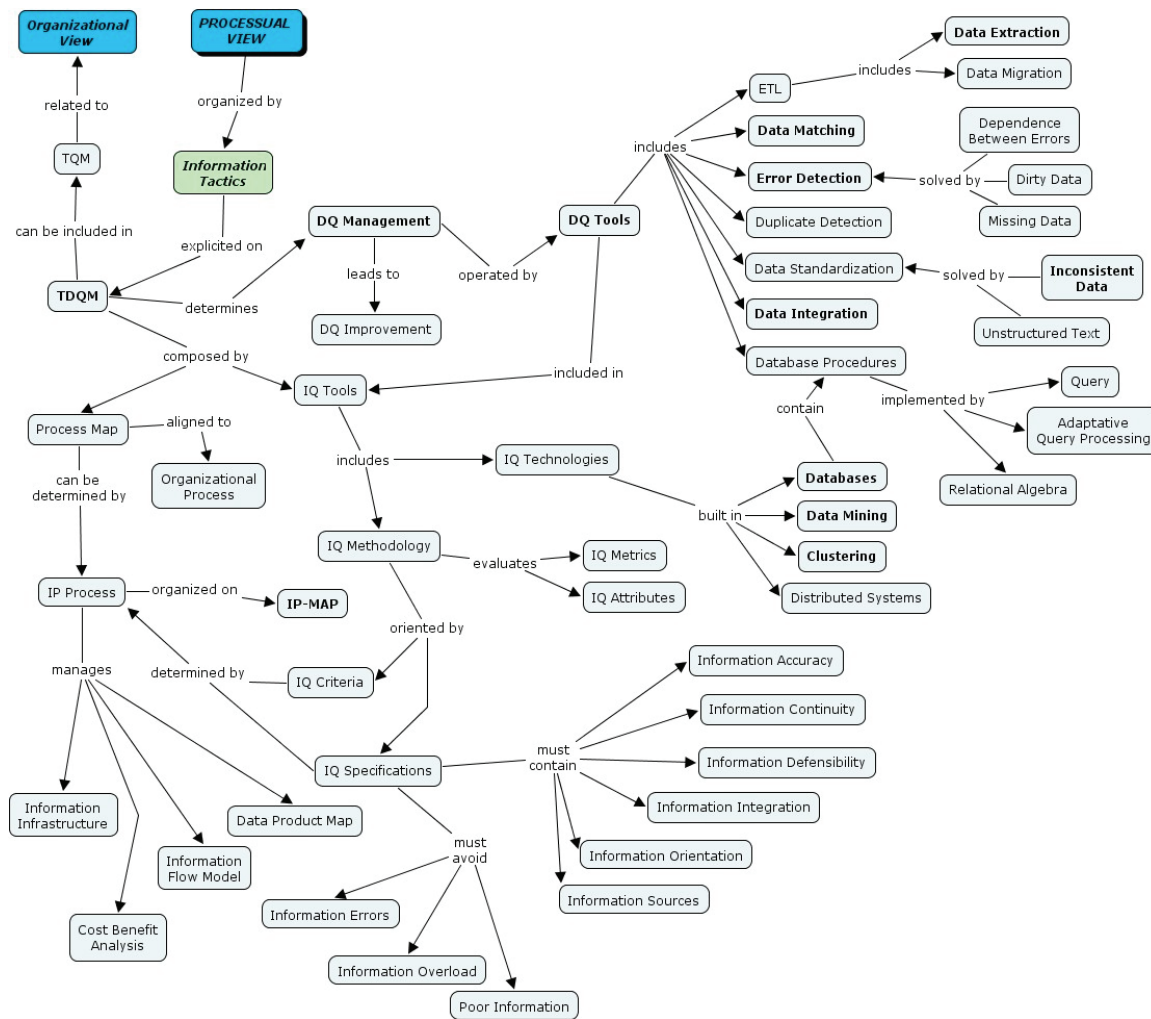 Organizational
View
PROCESSUAL
VIEW
related to
organized by
TQM
Information
Tactics
can be included in
explicited on
TDQM
determines
DQ Management
leads to
operated by
DQ Improvement
DQ Tools
includes
included in
ETL
includes
Data Extraction
Data Migration
Data Matching
Error Detection
solved by
Dependence
Between Errors
Dirty Data
Missing Data
Duplicate Detection
Data Standardization
solved by
Inconsistent
Data
Unstructured Text
Data Integration
Database Procedures
implemented by
Query
Adaptative
Query Processing
Relational Algebra
contain
composed by
IQ Tools
Process Map
aligned to
Organizational
Process
can be
determined by
includes
IQ Technologies
built in
Databases
Data Mining
Clustering
Distributed Systems
IQ Methodology
evaluates
IQ Metrics
IQ Attributes
IP Process
organized on
IP-MAP
oriented by
manages
determined by
IQ Criteria
IQ Specifications
must
contain
Information Accuracy
Information Continuity
Information Defensibility
Information Integration
Information Orientation
Information Sources
Information
Infrastructure
Data Product Map
Information
Flow Model
Cost Benefit
Analysis
must
avoid
Information Errors
Information Overload
Poor Information